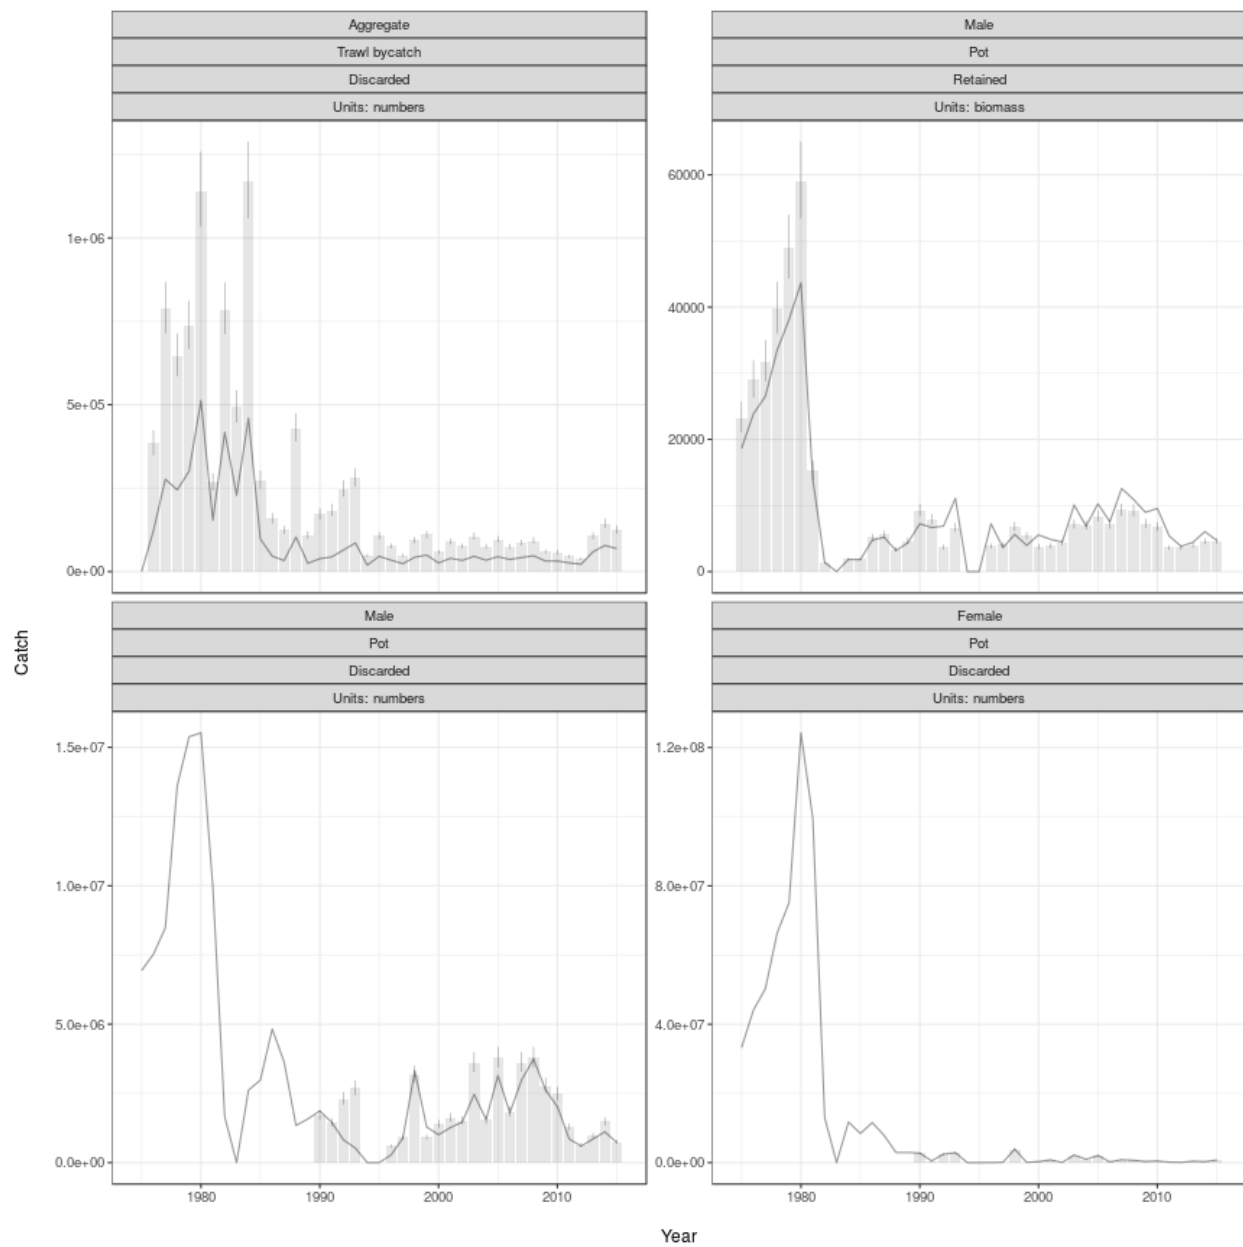 Aggregate
Trawl bycatch
Discarded
Units: numbers
Male
Pot
Retained
Units: biomass
1e+06
5e+05
0e+00
60000
40000
20000
0
Male
Pot
Discarded
Units: numbers
Female
Pot
Discarded
Units: numbers
1.5e+07
1.0e+07
5.0e+06
0.0e+00
1.2e+08
8.0e+07
4.0e+07
0.0e+00
1980 1990 2000 2010
1980 1990 2000 2010
Catch
Year